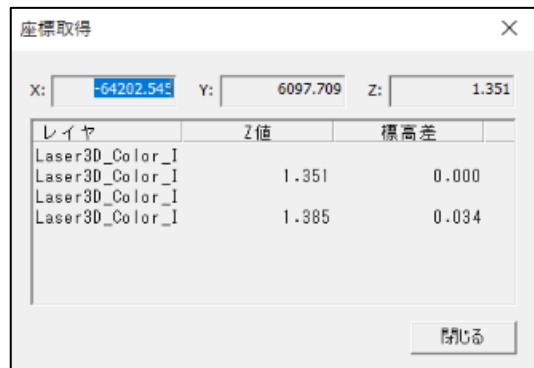 座標取得
X: -64202.545 Y: 6097.709 Z: 1.351
レイヤ Z値 標高差
Laser3D_Color_I
Laser3D_Color_I 1.351 0.000
Laser3D_Color_I
Laser3D_Color_I 1.385 0.034
閉じる